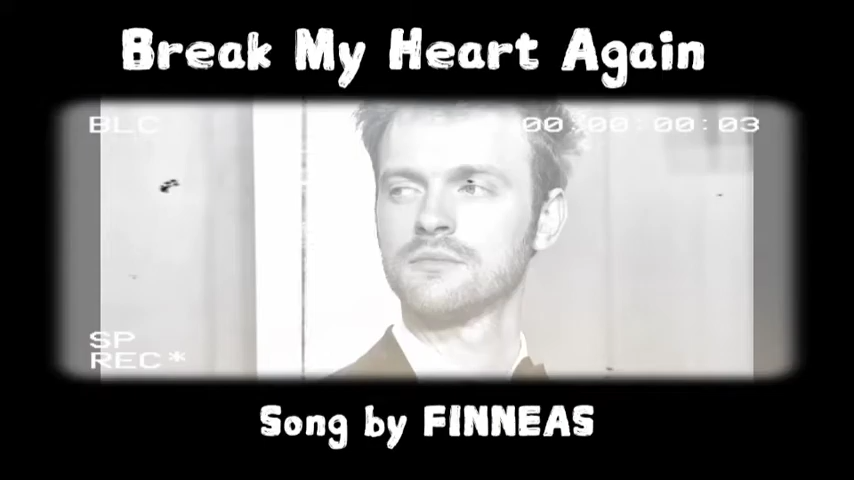 Break My Heart Again
BLC 00:00:00:03
SP
REC*
Song by FINNEAS